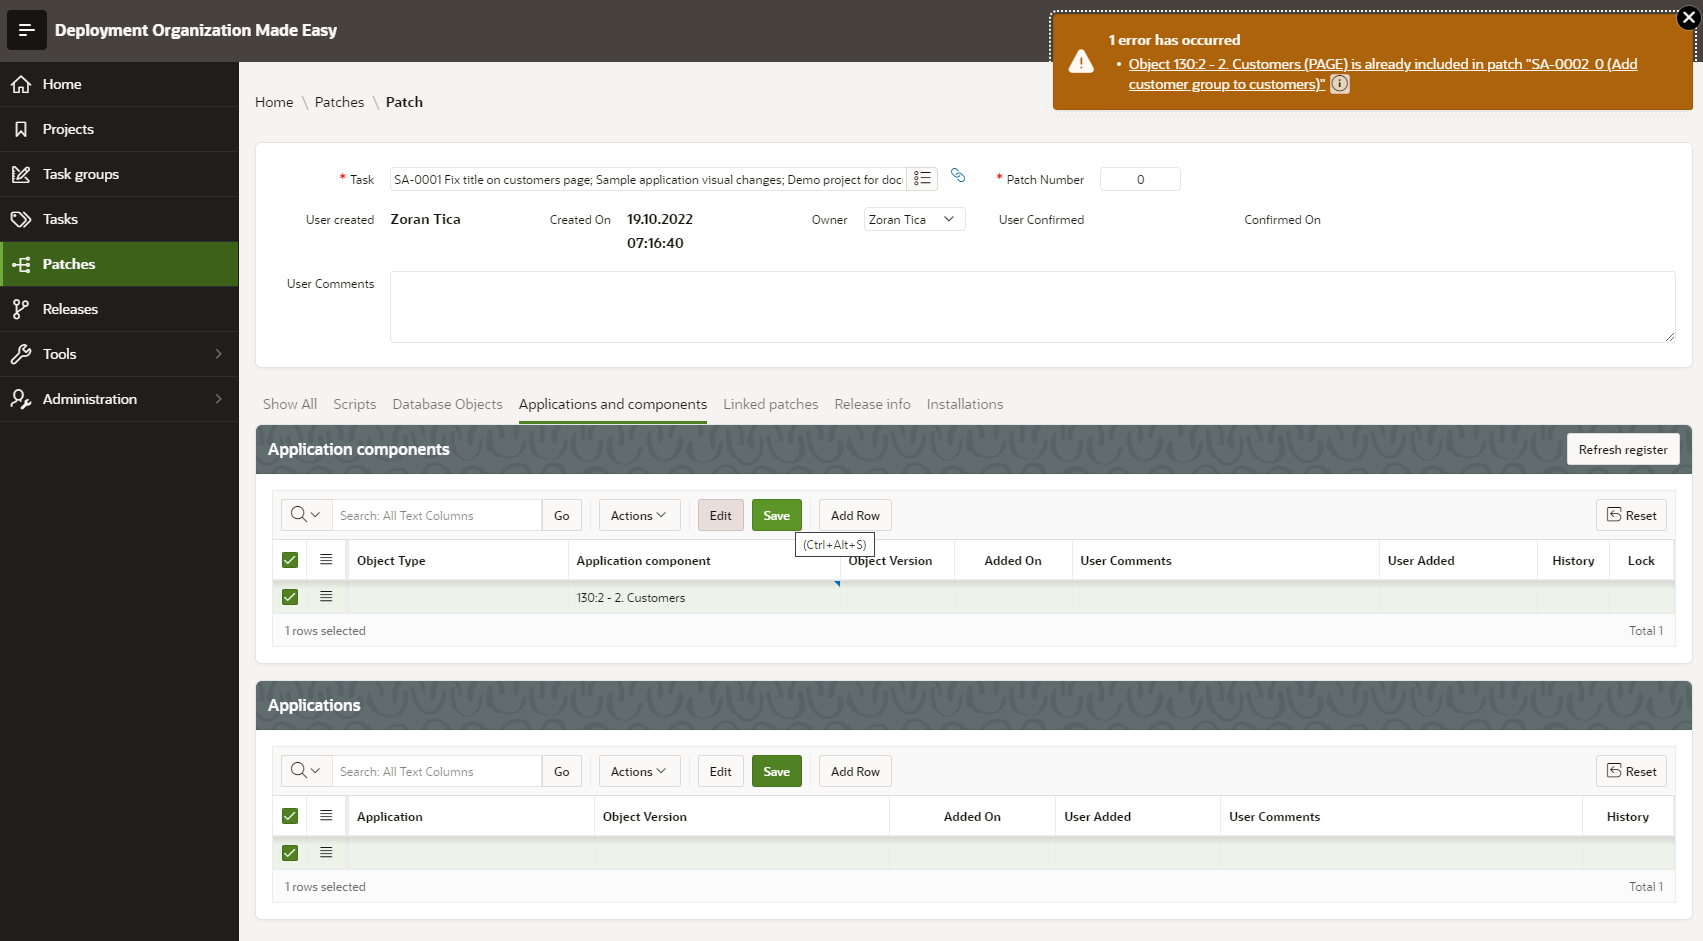 Deployment Organization Made Easy
1 error has occurred
• Object 130:2 - 2. Customers (PAGE) is already included in patch "SA-0002_0 (Add
customer group to customers)"
Home
Projects
Task groups
Tasks
Patches
Releases
Tools
Administration
Home \ Patches \ Patch
* Task SA-0001 Fix title on customers page; Sample application visual changes; Demo project for doc * Patch Number 0
User created Zoran Tica Created On 19.10.2022 Owner Zoran Tica User Confirmed Confirmed On
07:16:40
User Comments
Show All Scripts Database Objects Applications and components Linked patches Release info Installations
Application components Refresh register
Search: All Text Columns Go Actions Edit Save Add Row Reset
(Ctrl+Alt+S)
Object Type Application component Object Version Added On User Comments User Added History Lock
130:2 - 2. Customers
1 rows selected Total 1
Applications
Search: All Text Columns Go Actions Edit Save Add Row Reset
Application Object Version Added On User Added User Comments History
1 rows selected Total 1